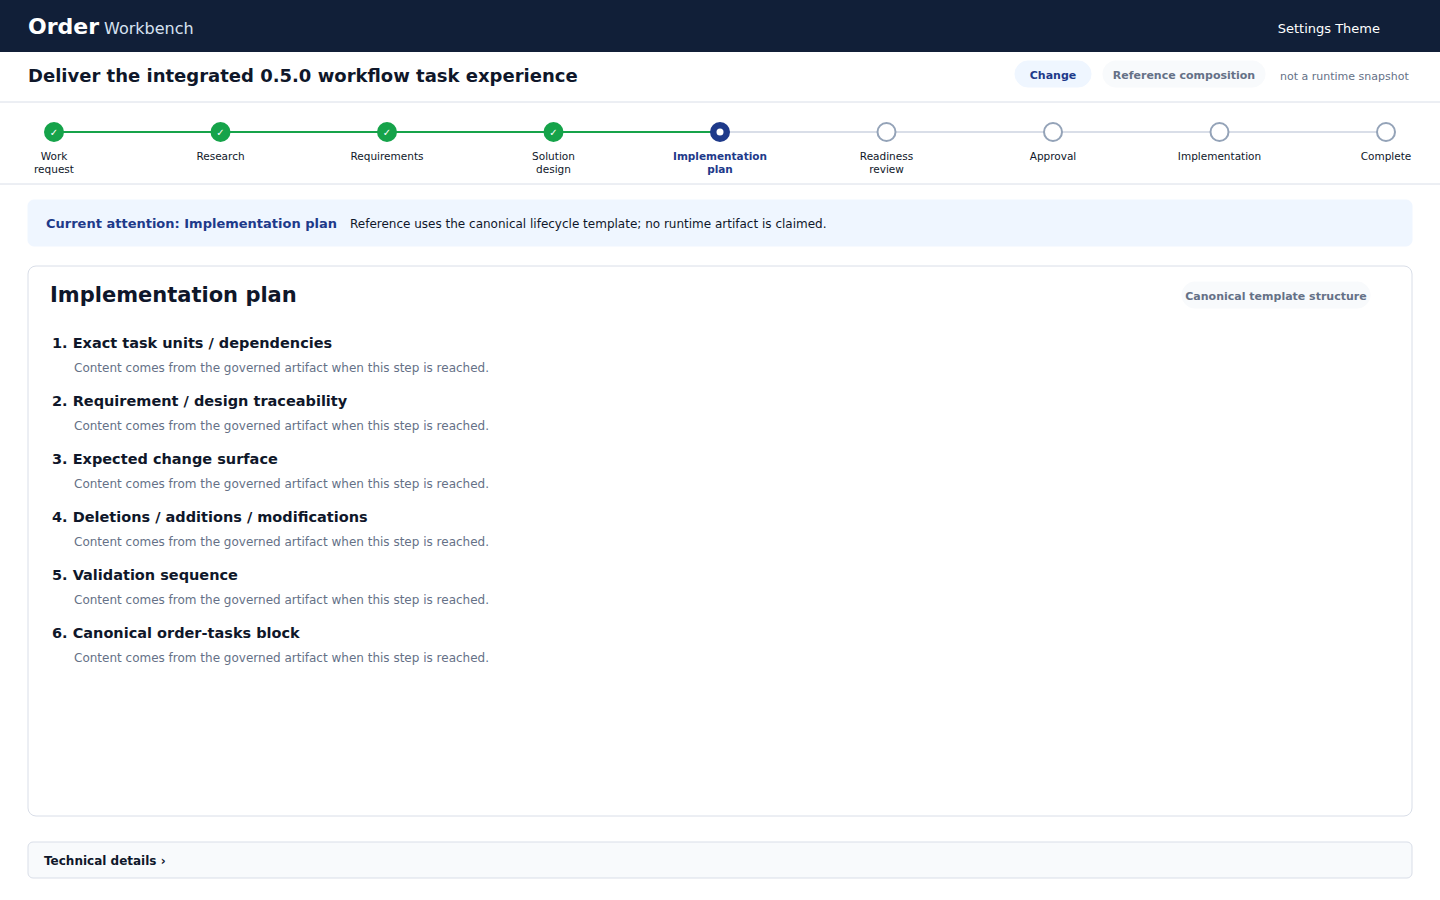 Order Workbench
Settings Theme
Deliver the integrated 0.5.0 workflow task experience
Change
Reference composition
not a runtime snapshot
✓ ✓ ✓ ✓
Work
request
Research
Requirements
Solution
design
Implementation
plan
Readiness
review
Approval
Implementation
Complete
Current attention: Implementation plan
Reference uses the canonical lifecycle template; no runtime artifact is claimed.
Implementation plan
Canonical template structure
1. Exact task units / dependencies
Content comes from the governed artifact when this step is reached.
2. Requirement / design traceability
Content comes from the governed artifact when this step is reached.
3. Expected change surface
Content comes from the governed artifact when this step is reached.
4. Deletions / additions / modifications
Content comes from the governed artifact when this step is reached.
5. Validation sequence
Content comes from the governed artifact when this step is reached.
6. Canonical order-tasks block
Content comes from the governed artifact when this step is reached.
Technical details ›